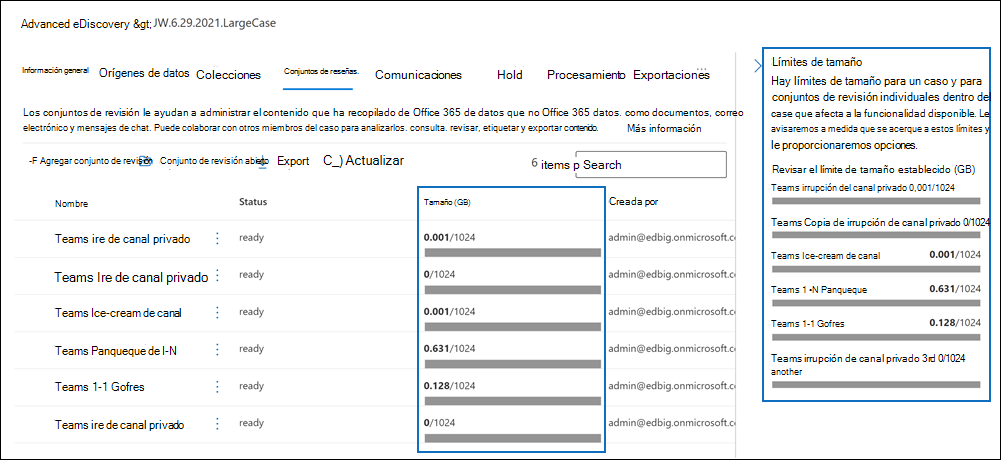 Advanced eDiscovery &gt; JW.6.29.2021.LargeCase
Información general Orígenes de datos Colecciones Conjuntos de reseñas. Comunicaciones Hold Procesamiento Exportaciones ...
Los conjuntos de revisión le ayudan a administrar el contenido que ha recopilado de Office 365 de datos que no Office 365 datos. como documentos, correo
electrónico y mensajes de chat. Puede colaborar con otros miembros del caso para analizarlos. consulta. revisar, etiquetar y exportar contenido. Más información
-F Agregar conjunto de revisión Conjunto de revisión abierto Export C_) Actualizar 6 items p Search
Nombre Status Tamaño (GB) Creada por
Teams ire de canal privado ready 0.001/1024 admin@edbig.onmicrosoft.cc
Teams Ire de canal privado ready 0/1024 admin@edbig.onmicrosoft.cc
Teams Ice-cream de canal ready 0.001/1024 admin@edbig.onmicrosoft.cc
Teams Panqueque de I-N ready 0.631/1024 admin@edbig.onmicrosoft.cc
Teams 1-1 Gofres ready 0.128/1024 admin@edbig.onmicrosoft.cc
Teams ire de canal privado ready 0/1024 admin@edbig.onmicrosoft.cc
Límites de tamaño
Hay límites de tamaño para un caso y para
conjuntos de revisión individuales dentro del
case que afecta a la funcionalidad disponible. Le
avisaremos a medida que se acerque a estos límites y
le proporcionaremos opciones.
Revisar el límite de tamaño establecido (GB)
Teams irrupción del canal privado 0,001/1024
Teams Copia de irrupción de canal privado 0/1024
Teams Ice-cream de canal 0.001/1024
Teams 1 -N Panqueque 0.631/1024
Teams 1-1 Gofres 0.128/1024
Teams irrupción de canal privado 3rd 0/1024
another